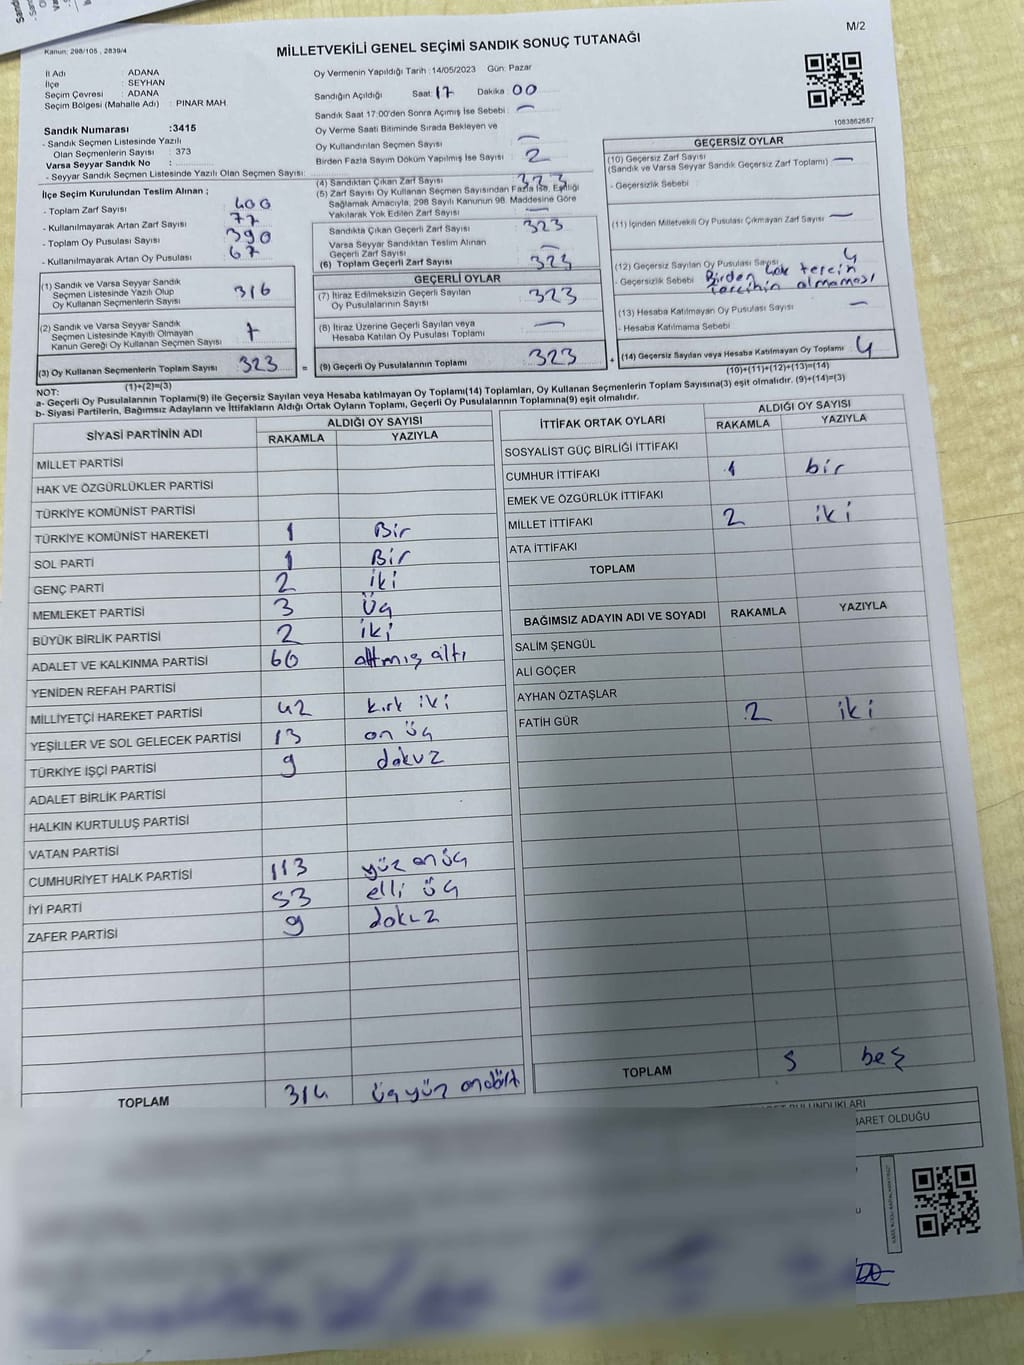 Kanun: 298/105 , 2839/4
M/2
MİLLETVEKİLİ GENEL SEÇİMİ SANDIK SONUÇ TUTANAĞI
İl Adı : ADANA
İlçe : SEYHAN
Seçim Çevresi : ADANA
Seçim Bölgesi (Mahalle Adı) : PINAR MAH
Sandık Numarası :3415
- Sandık Seçmen Listesinde Yazılı
Olan Seçmenlerin Sayısı : 373
Varsa Seyyar Sandık No :
- Seyyar Sandık Seçmen Listesinde Yazılı Olan Seçmen Sayısı:
Oy Vermenin Yapıldığı Tarih :14/05/2023 Gün: Pazar
Sandığın Açıldığı Saat: 17 Dakika: 00
Sandık Saat 17:00'den Sonra Açılmış İse Sebebi : —
Oy Verme Saati Bitiminde Sırada Bekleyen ve
Oy Kullandırılan Seçmen Sayısı : —
Birden Fazla Sayım Döküm Yapılmış İse Sayısı : 2
1083862687
İlçe Seçim Kurulundan Teslim Alınan ;
- Toplam Zarf Sayısı : 400
- Kullanılmayarak Artan Zarf Sayısı : 77
- Toplam Oy Pusulası Sayısı : 390
- Kullanılmayarak Artan Oy Pusulası : 67
(1) Sandık ve Varsa Seyyar Sandık
Seçmen Listesinde Yazılı Olup
Oy Kullanan Seçmenlerin Sayısı : 316
(2) Sandık ve Varsa Seyyar Sandık
Seçmen Listesinde Kayıtlı Olmayan
Kanun Gereği Oy Kullanan Seçmen Sayısı : 7
(3) Oy Kullanan Seçmenlerin Toplam Sayısı : 323
(1)+(2)=(3)
(4) Sandıktan Çıkan Zarf Sayısı : 323
(5) Zarf Sayısı Oy Kullanan Seçmen Sayısından Fazla İse, Eşitliği
Sağlamak Amacıyla, 298 Sayılı Kanunun 98. Maddesine Göre
Yakılarak Yok Edilen Zarf Sayısı : —
Sandıkta Çıkan Geçerli Zarf Sayısı : 323
Varsa Seyyar Sandıktan Teslim Alınan
Geçerli Zarf Sayısı : —
(6) Toplam Geçerli Zarf Sayısı : 323
GEÇERLİ OYLAR
(7) İtiraz Edilmeksizin Geçerli Sayılan
Oy Pusulalarının Sayısı : 323
(8) İtiraz Üzerine Geçerli Sayılan veya
Hesaba Katılan Oy Pusulası Toplamı : —
= (9) Geçerli Oy Pusulalarının Toplamı : 323 +
GEÇERSİZ OYLAR
(10) Geçersiz Zarf Sayısı
(Sandık ve Varsa Seyyar Sandık Geçersiz Zarf Toplamı) : —
- Geçersizlik Sebebi :
(11) İçinden Milletvekili Oy Pusulası Çıkmayan Zarf Sayısı : —
(12) Geçersiz Sayılan Oy Pusulası Sayısı : 4
- Geçersizlik Sebebi : Birden çok tercih
tercihin olmaması
(13) Hesaba Katılmayan Oy Pusulası Sayısı : —
- Hesaba Katılmama Sebebi :
(14) Geçersiz Sayılan veya Hesaba Katılmayan Oy Toplamı : 4
(10)+(11)+(12)+(13)=(14)
NOT:
a- Geçerli Oy Pusulalarının Toplamı(9) ile Geçersiz Sayılan veya Hesaba katılmayan Oy Toplamı(14) Toplamları, Oy Kullanan Seçmenlerin Toplam Sayısına(3) eşit olmalıdır. (9)+(14)=(3)
b- Siyasi Partilerin, Bağımsız Adayların ve İttifakların Aldığı Ortak Oyların Toplamı, Geçerli Oy Pusulalarının Toplamına(9) eşit olmalıdır.
SİYASİ PARTİNİN ADI ALDIĞI OY SAYISI
RAKAMLA YAZIYLA
MİLLET PARTİSİ
HAK VE ÖZGÜRLÜKLER PARTİSİ
TÜRKİYE KOMÜNİST PARTİSİ
TÜRKİYE KOMÜNİST HAREKETİ 1 Bir
SOL PARTİ 1 Bir
GENÇ PARTİ 2 iki
MEMLEKET PARTİSİ 3 üç
BÜYÜK BİRLİK PARTİSİ 2 iki
ADALET VE KALKINMA PARTİSİ 66 altmış altı
YENİDEN REFAH PARTİSİ
MİLLİYETÇİ HAREKET PARTİSİ 42 kırk iki
YEŞİLLER VE SOL GELECEK PARTİSİ 13 on üç
TÜRKİYE İŞÇİ PARTİSİ 9 dokuz
ADALET BİRLİK PARTİSİ
HALKIN KURTULUŞ PARTİSİ
VATAN PARTİSİ
CUMHURİYET HALK PARTİSİ 113 yüz on üç
İYİ PARTİ 53 elli üç
ZAFER PARTİSİ 9 dokuz
TOPLAM 314 üçyüz ondört
İTTİFAK ORTAK OYLARI ALDIĞI OY SAYISI
RAKAMLA YAZIYLA
SOSYALİST GÜÇ BİRLİĞİ İTTİFAKI
CUMHUR İTTİFAKI 1 bir
EMEK VE ÖZGÜRLÜK İTTİFAKI
MİLLET İTTİFAKI 2 iki
ATA İTTİFAKI
TOPLAM
BAĞIMSIZ ADAYIN ADI VE SOYADI RAKAMLA YAZIYLA
SALİM ŞENGÜL
ALİ GÖÇER
AYHAN ÖZTAŞLAR
FATİH GÜR 2 iki
TOPLAM 5 beş
BULUNDUKLARI
İBARET OLDUĞU